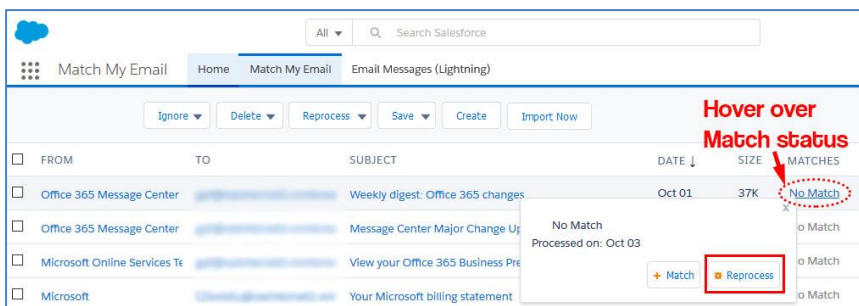 All Search Salesforce
Match My Email Home Match My Email Email Messages (Lightning)
Ignore Delete Reprocess Save Create Import Now
Hover over
Match status
FROM TO SUBJECT DATE ↓ SIZE MATCHES
Office 365 Message Center Weekly digest: Office 365 changes Oct 01 37K No Match
Office 365 Message Center Message Center Major Change Up o Match
x
No Match
Processed on: Oct 03
Microsoft Online Services Te View your Office 365 Business Pre o Match
+ Match Reprocess
Microsoft Your Microsoft billing statement o Match